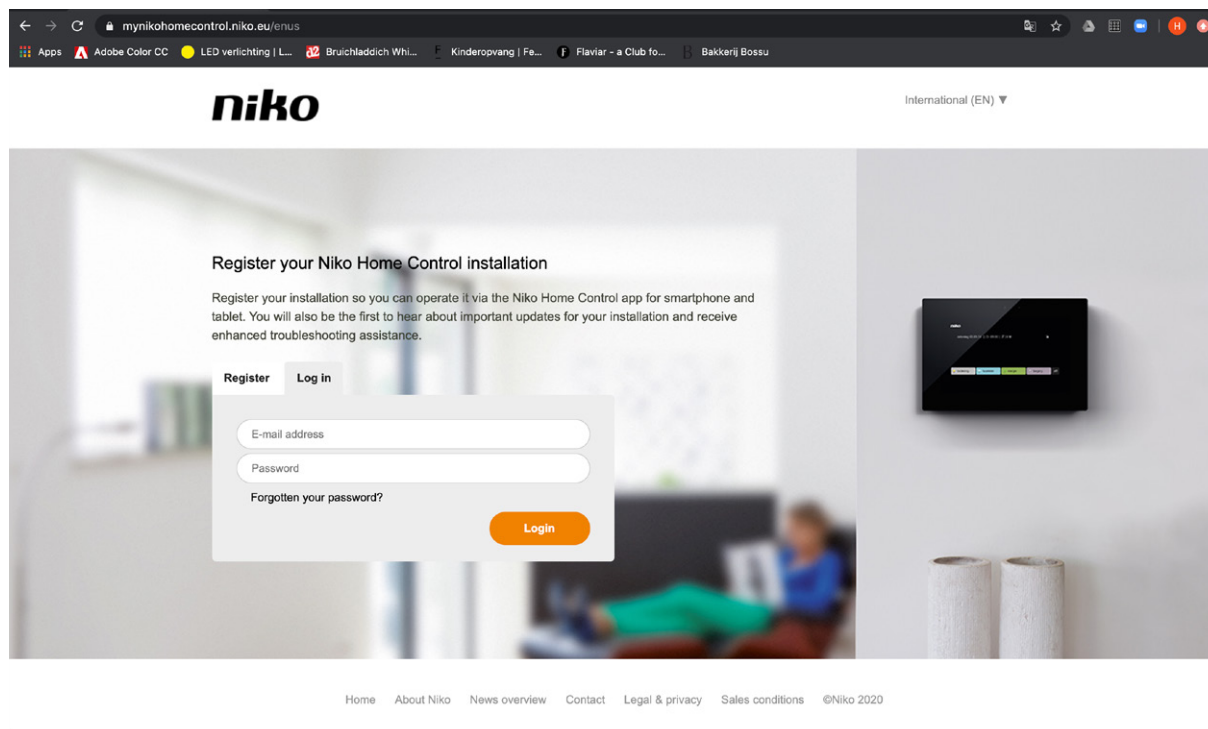 mynikohomecontrol.niko.eu/enus
H
Apps
Adobe Color CC
LED verlichting | L...
Bruichladdich Whi...
Kinderopvang | Fe...
Flaviar - a Club fo...
Bakkerij Bossu
niko
International (EN) ▼
Register your Niko Home Control installation
Register your installation so you can operate it via the Niko Home Control app for smartphone and
tablet. You will also be the first to hear about important updates for your installation and receive
enhanced troubleshooting assistance.
Register
Log in
E-mail address
Password
Forgotten your password?
Login
Home
About Niko
News overview
Contact
Legal & privacy
Sales conditions
©Niko 2020